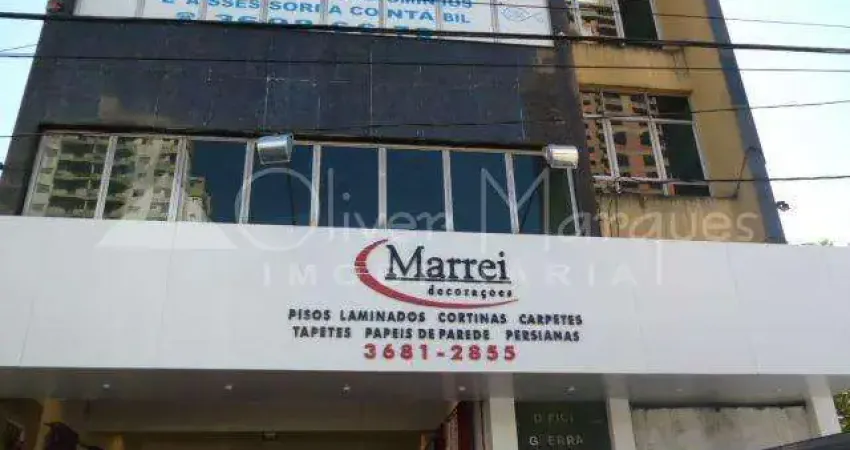 E ASSESSORIA CONTÁBIL
Oliver Marques
IMOBILIÁRIA
Marrei
decorações
PISOS LAMINADOS CORTINAS CARPETES
TAPETES PAPEIS DE PAREDE PERSIANAS
3681-2855
GUERRA